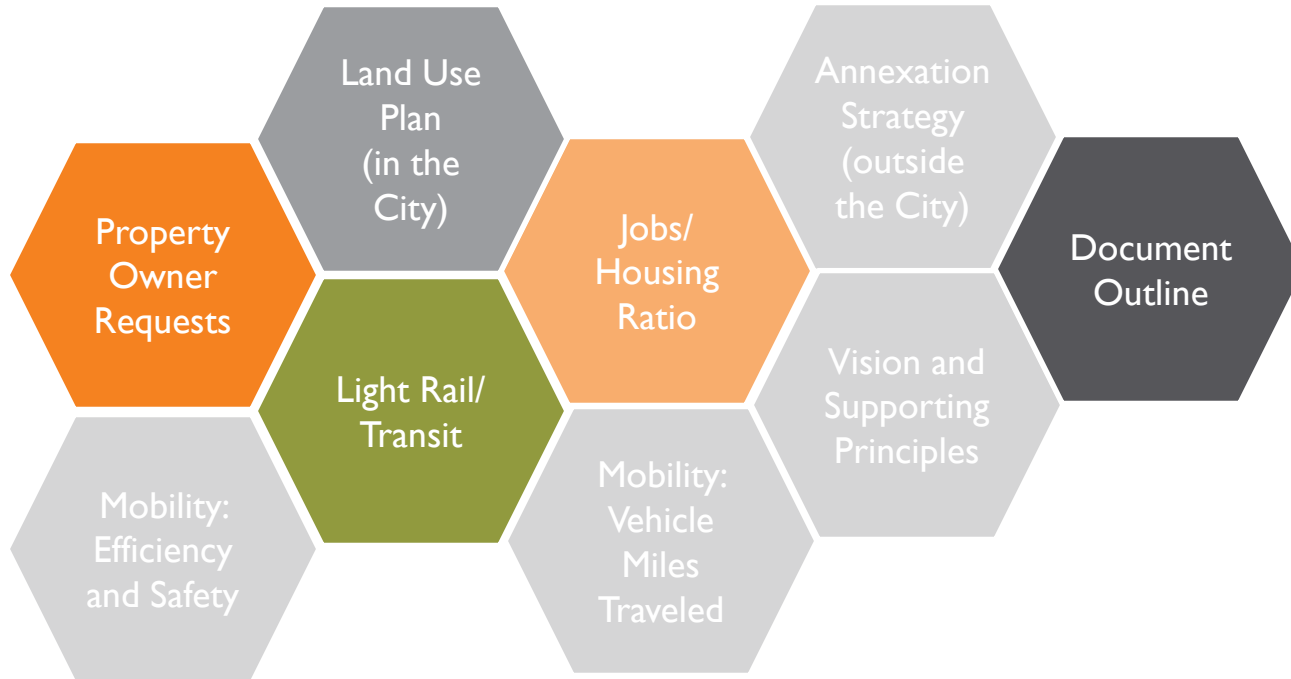 Land Use
Plan
(in the
City)
Annexation
Strategy
(outside
the City)
Property
Owner
Requests
Jobs/
Housing
Ratio
Document
Outline
Light Rail/
Transit
Vision and
Supporting
Principles
Mobility:
Efficiency
and Safety
Mobility:
Vehicle
Miles
Traveled